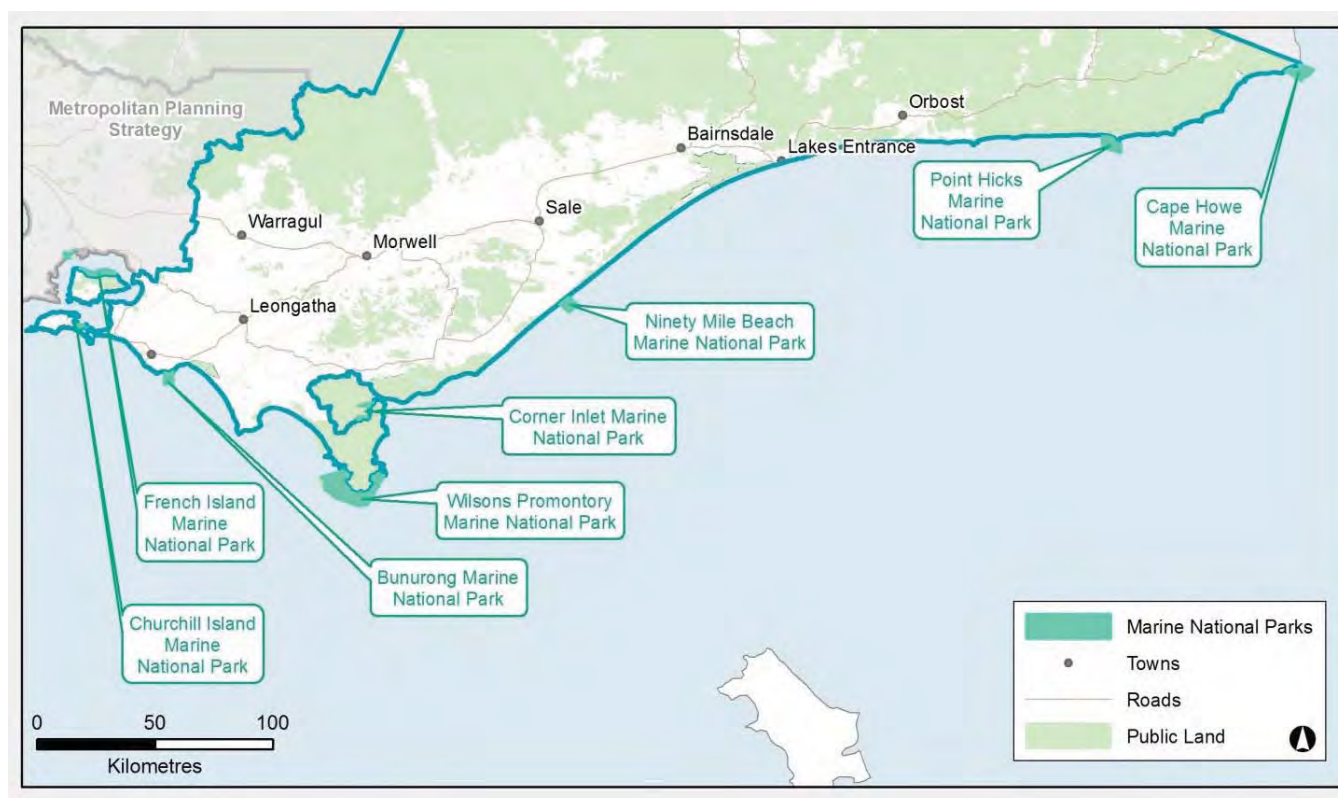 Metropolitan Planning
Strategy
Orbost
Bairnsdale
Lakes Entrance
Point Hicks
Marine
National Park
Cape Howe
Marine
National Park
Sale
Warragul
Morwell
Leongatha
Ninety Mile Beach
Marine National Park
Corner Inlet Marine
National Park
Wilsons Promontory
Marine National Park
French Island
Marine
National Park
Bunurong Marine
National Park
Churchill Island
Marine
National Park
0 50 100
Kilometres
Marine National Parks
Towns
Roads
Public Land